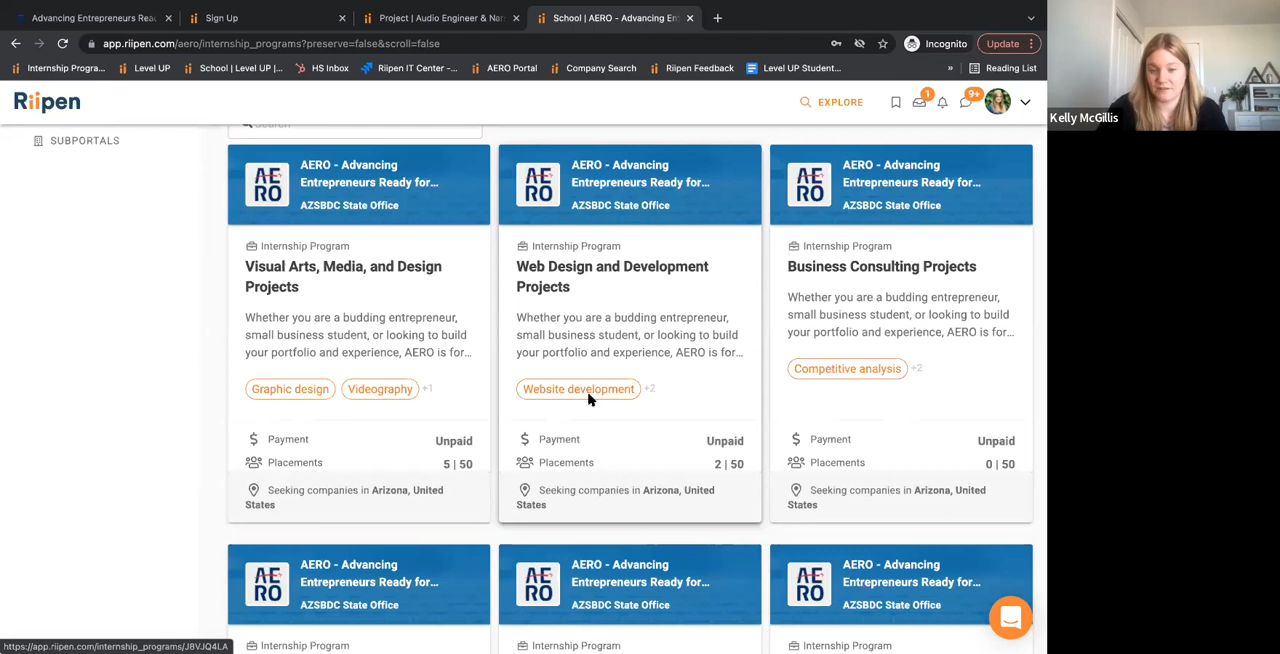 Advancing Entrepreneurs Rea
Sign Up
Project | Audio Engineer & Nar
School | AERO - Advancing En
app.riipen.com/aero/internship_programs?preserve=false&scroll=false
Incognito
Update
Internship Progra...
Level UP
School | Level UP |...
HS Inbox
Riipen IT Center -...
AERO Portal
Company Search
Riipen Feedback
Level UP Student...
»
Reading List
Riipen
EXPLORE
1
9+
Kelly McGillis
SUBPORTALS
Search
AERO
AERO - Advancing
Entrepreneurs Ready for...
AZSBDC State Office
Internship Program
Visual Arts, Media, and Design
Projects
Whether you are a budding entrepreneur,
small business student, or looking to build
your portfolio and experience, AERO is for...
Graphic design
Videography
+1
$ Payment Unpaid
Placements 5 | 50
Seeking companies in Arizona, United
States
AERO
AERO - Advancing
Entrepreneurs Ready for...
AZSBDC State Office
Internship Program
Web Design and Development
Projects
Whether you are a budding entrepreneur,
small business student, or looking to build
your portfolio and experience, AERO is for...
Website development
+2
$ Payment Unpaid
Placements 2 | 50
Seeking companies in Arizona, United
States
AERO
AERO - Advancing
Entrepreneurs Ready for...
AZSBDC State Office
Internship Program
Business Consulting Projects
Whether you are a budding entrepreneur,
small business student, or looking to build
your portfolio and experience, AERO is for...
Competitive analysis
+2
$ Payment Unpaid
Placements 0 | 50
Seeking companies in Arizona, United
States
AERO
AERO - Advancing
Entrepreneurs Ready for...
AZSBDC State Office
Internship Program
AERO
AERO - Advancing
Entrepreneurs Ready for...
AZSBDC State Office
Internship Program
AERO
AERO - Advancing
Entrepreneurs Ready for...
AZSBDC State Office
Internship Program
https://app.riipen.com/internship_programs/J8VJQ4LA